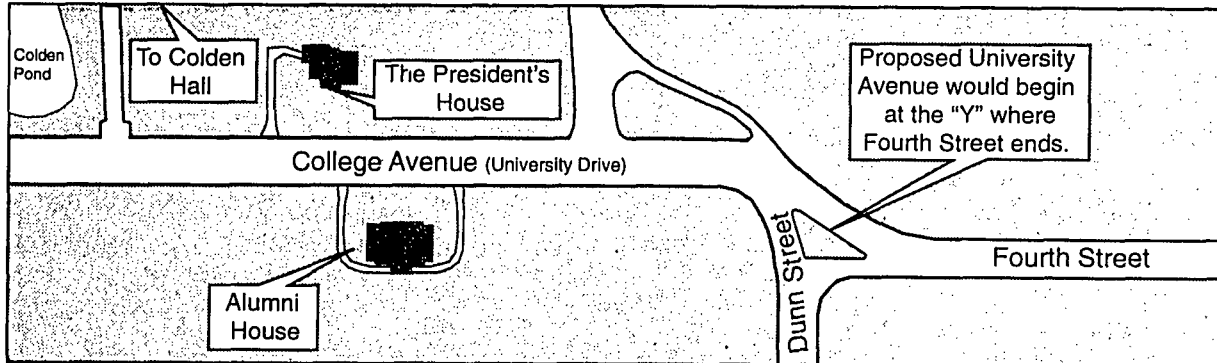 Colden
Pond
To Colden
Hall
The President's
House
Proposed University
Avenue would begin
at the "Y" where
Fourth Street ends.
College Avenue (University Drive)
Alumni
House
Dunn Street
Fourth Street